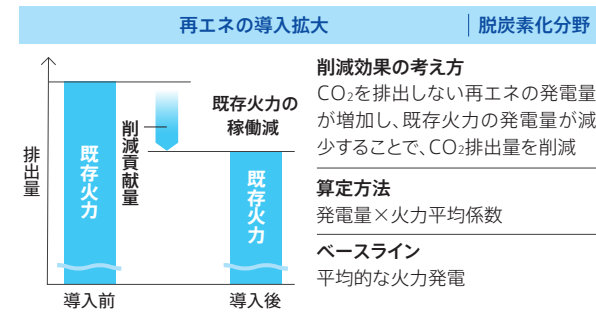 再エネの導入拡大
脱炭素化分野
排出量
既存火力
削減貢献量
既存火力の
稼働減
既存火力
導入前
導入後
削減効果の考え方
CO₂を排出しない再エネの発電量
が増加し、既存火力の発電量が減
少することで、CO₂排出量を削減
算定方法
発電量×火力平均係数
ベースライン
平均的な火力発電